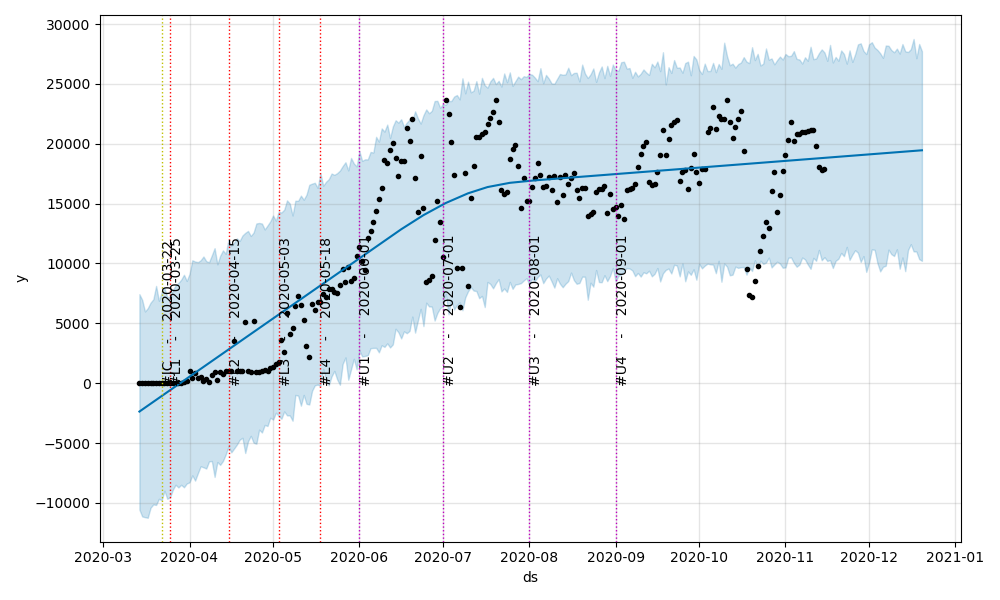 30000
25000
20000
15000
10000
5000
0
−5000
−10000
y
#JC - 2020-03-22
#L1 - 2020-03-25
#L2 - 2020-04-15
#L3 - 2020-05-03
#L4 - 2020-05-18
#U1 - 2020-06-01
#U2 - 2020-07-01
#U3 - 2020-08-01
#U4 - 2020-09-01
2020-03
2020-04
2020-05
2020-06
2020-07
2020-08
2020-09
2020-10
2020-11
2020-12
2021-01
ds